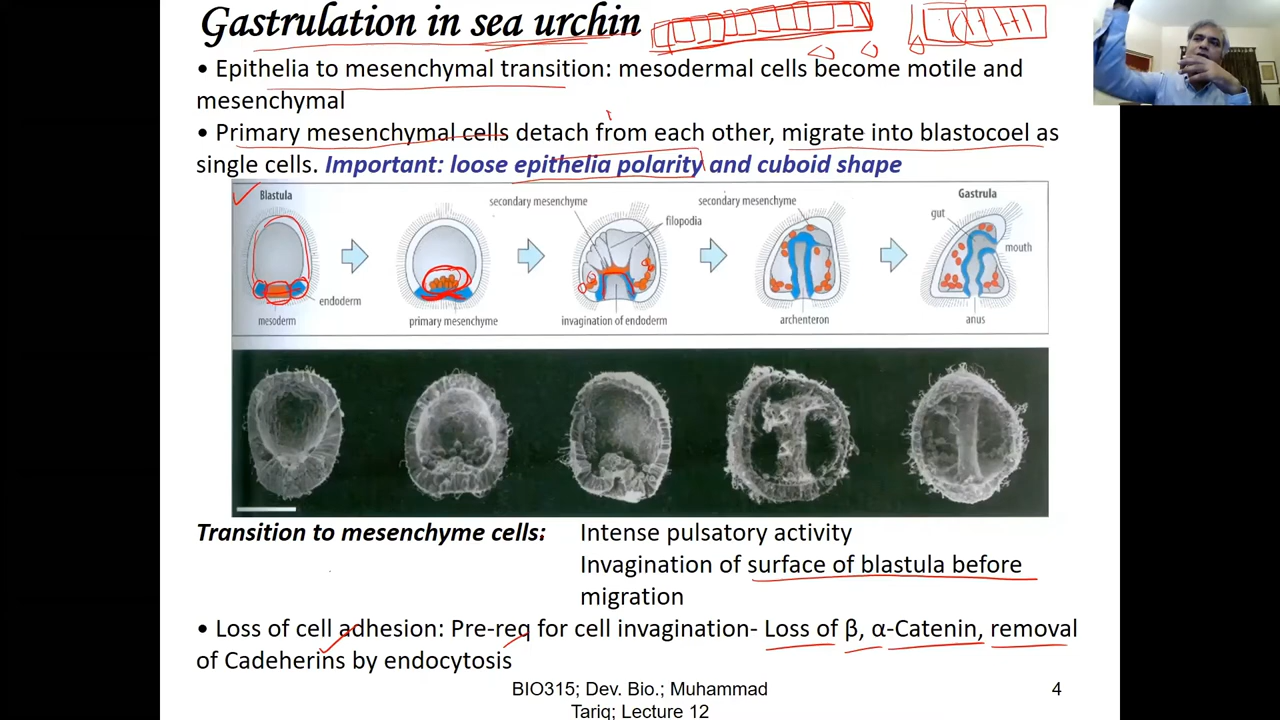 Gastrulation in sea urchin
• Epithelia to mesenchymal transition: mesodermal cells become motile and
mesenchymal
• Primary mesenchymal cells detach from each other, migrate into blastocoel as
single cells. Important: loose epithelia polarity and cuboid shape
Blastula
secondary mesenchyme
filopodia
secondary mesenchyme
Gastrula
gut
mouth
endoderm
mesoderm
primary mesenchyme
invagination of endoderm
archenteron
anus
Transition to mesenchyme cells:
Intense pulsatory activity
Invagination of surface of blastula before
migration
• Loss of cell adhesion: Pre-req for cell invagination- Loss of β, α-Catenin, removal
of Cadeherins by endocytosis
BIO315; Dev. Bio.; Muhammad
Tariq; Lecture 12
4